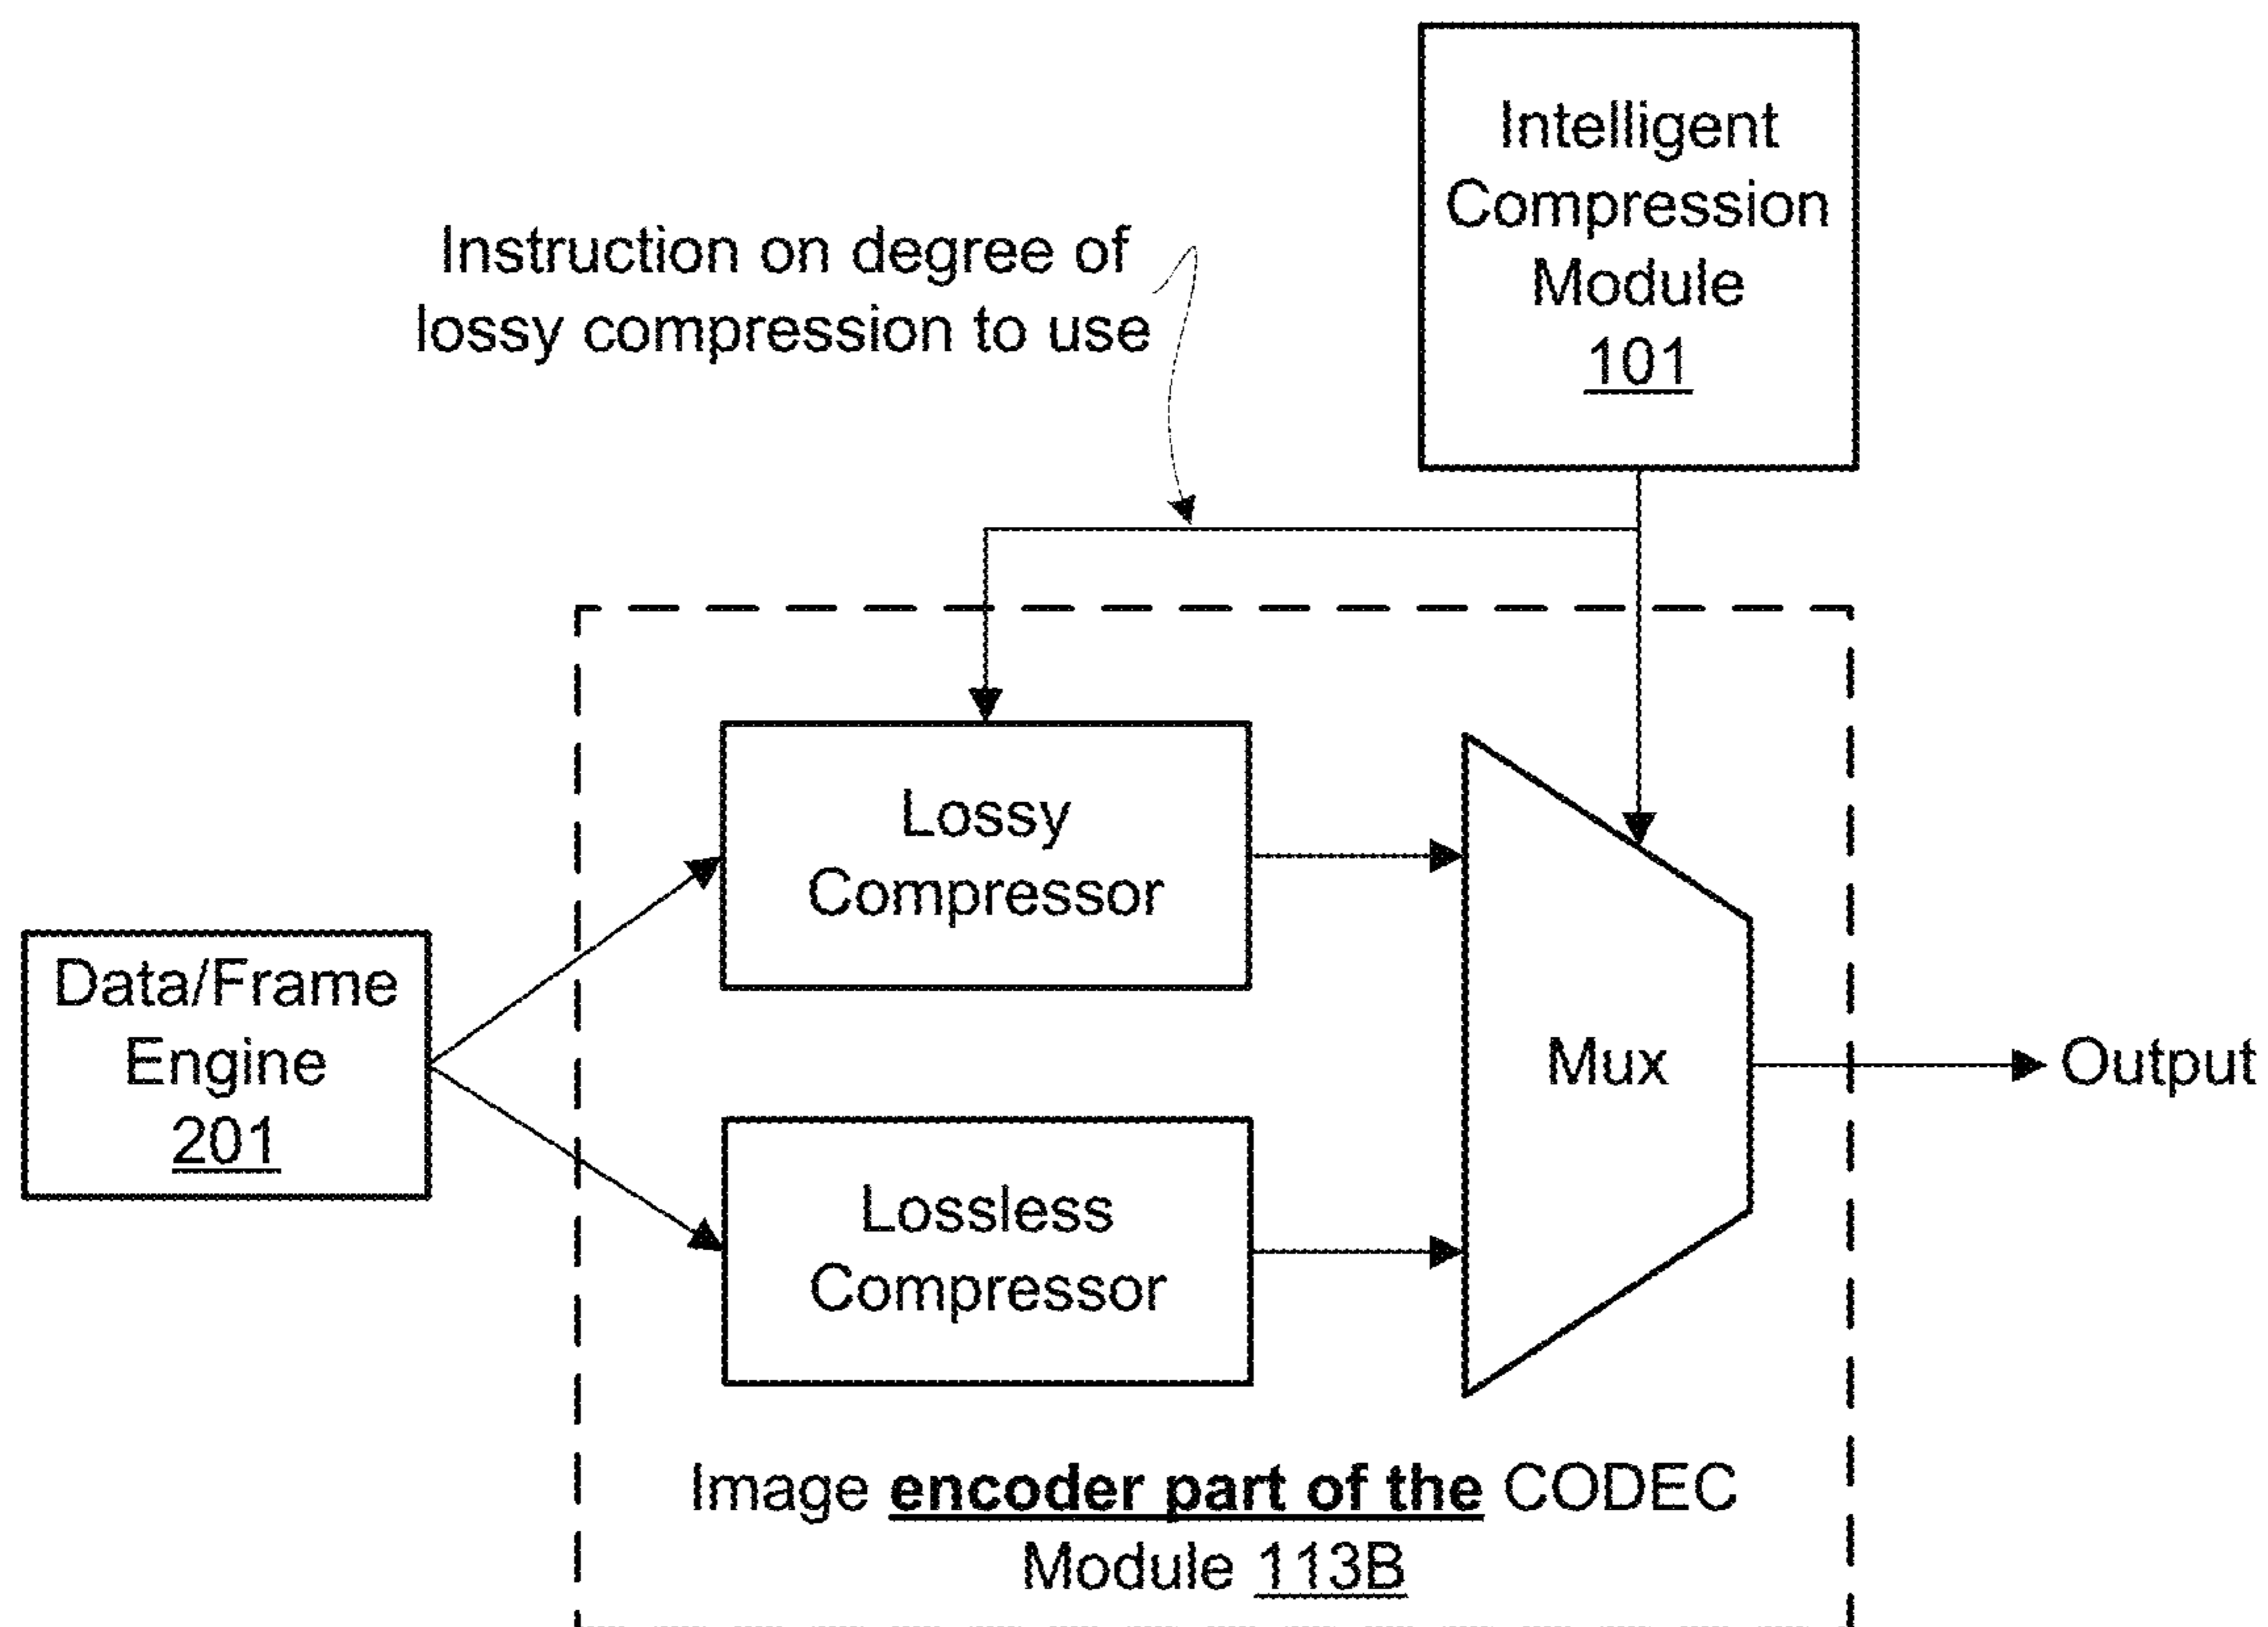 Intelligent
Compression
Module
101
Instruction on degree of
lossy compression to use
Lossy
Compressor
Data/Frame
Engine
201
Mux
Output
Lossless
Compressor
Image encoder part of the CODEC
Module 113B